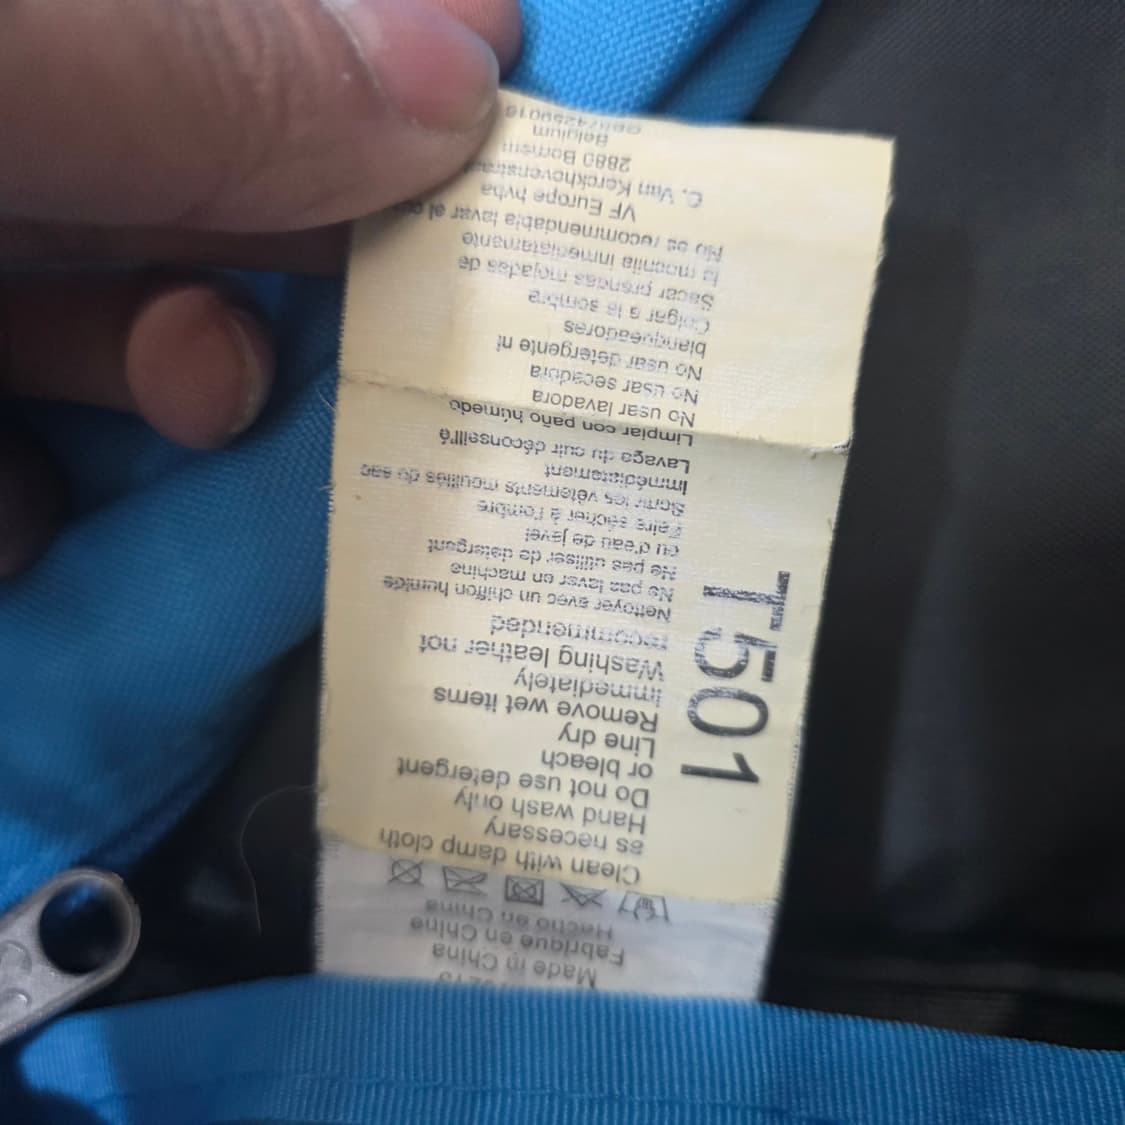 Made in China
Fabriqué en Chine
Hecho en China
Clean with damp cloth
as necessary
Hand wash only
Do not use detergent
or bleach
Line dry
Remove wet items
immediately
Washing leather not
recommended
Nettoyer avec un chiffon humide
Ne pas laver en machine
Ne pas utiliser de détergent
ou d'eau de javel
Faire sécher à l'ombre
Sortir les vêtements mouillés du sac
immédiatement
Lavage du cuir déconseillé
Limpiar con paño húmedo
No usar lavadora
No usar secadora
No usar detergente ni
blanqueadores
Colgar a la sombra
Sacar prendas mojadas de
la mochila inmediatamente
No es recomendable lavar el
VF Europe bvba
C. Van Kerckhovenstraat
2880 Bornem
Belgium
T501